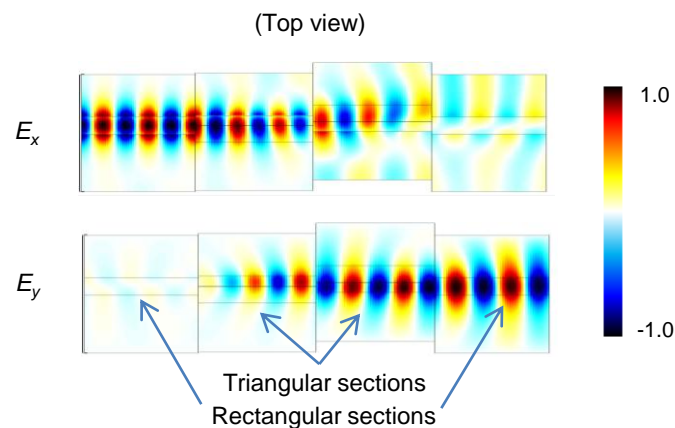 (Top view)
Ex
1.0
Ey
-1.0
Triangular sections
Rectangular sections